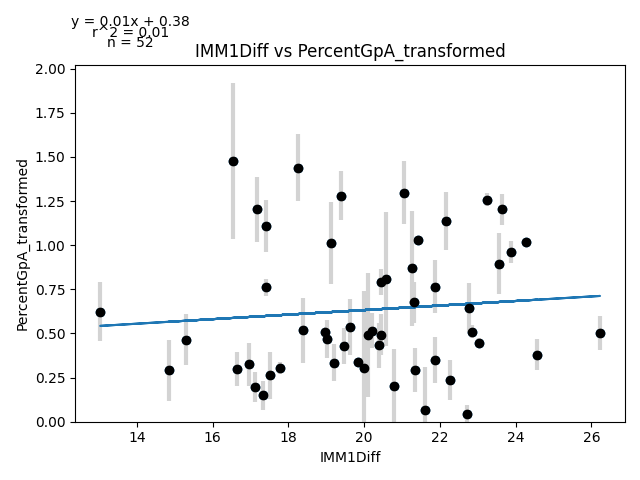 y = 0.01x + 0.38
r^2 = 0.01
n = 52
IMM1Diff vs PercentGpA_transformed
PercentGpA_transformed
2.00
1.75
1.50
1.25
1.00
0.75
0.50
0.25
0.00
14 16 18 20 22 24 26
IMM1Diff